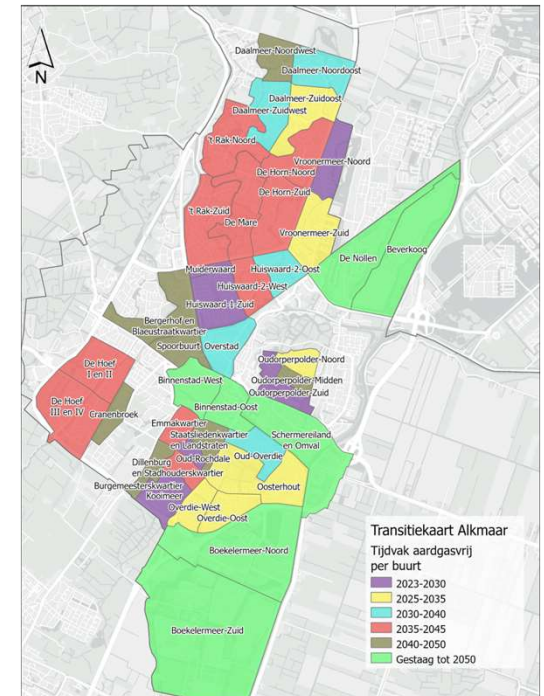 N
Daalmeer-Noordwest
Daalmeer-Noordoost
Daalmeer-Zuidoost
Daalmeer-Zuidwest
't Rak-Noord
Vroonermeer-Noord
De Horn-Noord
De Horn-Zuid
't Rak-Zuid
De Mare
Vroonermeer-Zuid
Beverkoog
De Nollen
Muiderwaard
Huiswaard-2-Oost
Huiswaard-2-West
Huiswaard-1-Zuid
Bergerhof en
Blaeustraatkwartier
Spoorbuurt
Overstad
De Hoef
I en II
Oudorperpolder-Noord
Binnenstad-West
Oudorperpolder-Midden
Oudorperpolder-Zuid
De Hoef
III en IV
Cranenbroek
Binnenstad-Oost
Emmakwartier
Staatsliedenkwartier
en Landstraten
Schermereiland
en Omval
Oud-Overdie
Oud-Rochdale
Dillenburg
en Stadhouderskwartier
Burgemeesterskwartier
Kooimeer
Oosterhout
Overdie-West
Overdie-Oost
Boekelermeer-Noord
Boekelermeer-Zuid
Transitiekaart Alkmaar
Tijdvak aardgasvrij
per buurt
2023-2030
2025-2035
2030-2040
2035-2045
2040-2050
Gestaag tot 2050